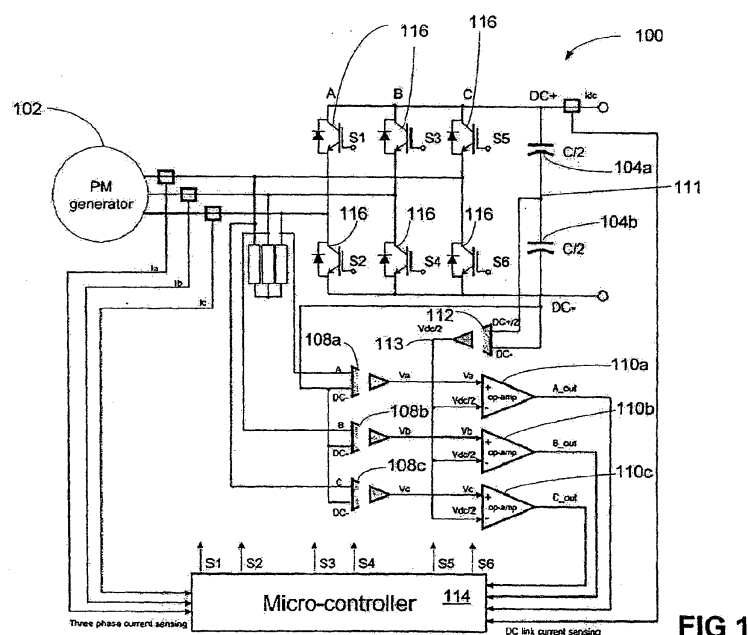 116
116
116
100
102
A
B
C
DC+
Idc
S1
S3
S5
C/2
104a
PM
generator
111
116
116
116
104b
C/2
S2
S4
S6
Ia
Ib
Ic
DC-
112
DC+/2
Vdc/2
DC-
113
108a
110a
A
Va
Va
+
op-amp
-
A_out
DC-
Vdc/2
108b
110b
B
Vb
Vb
+
op-amp
-
B_out
DC-
Vdc/2
108c
110c
C
Vc
Vc
+
op-amp
-
C_out
DC-
Vdc/2
S1
S2
S3
S4
S5
S6
Micro-controller
114
Three phase current sensing
DC link current sensing
FIG 1